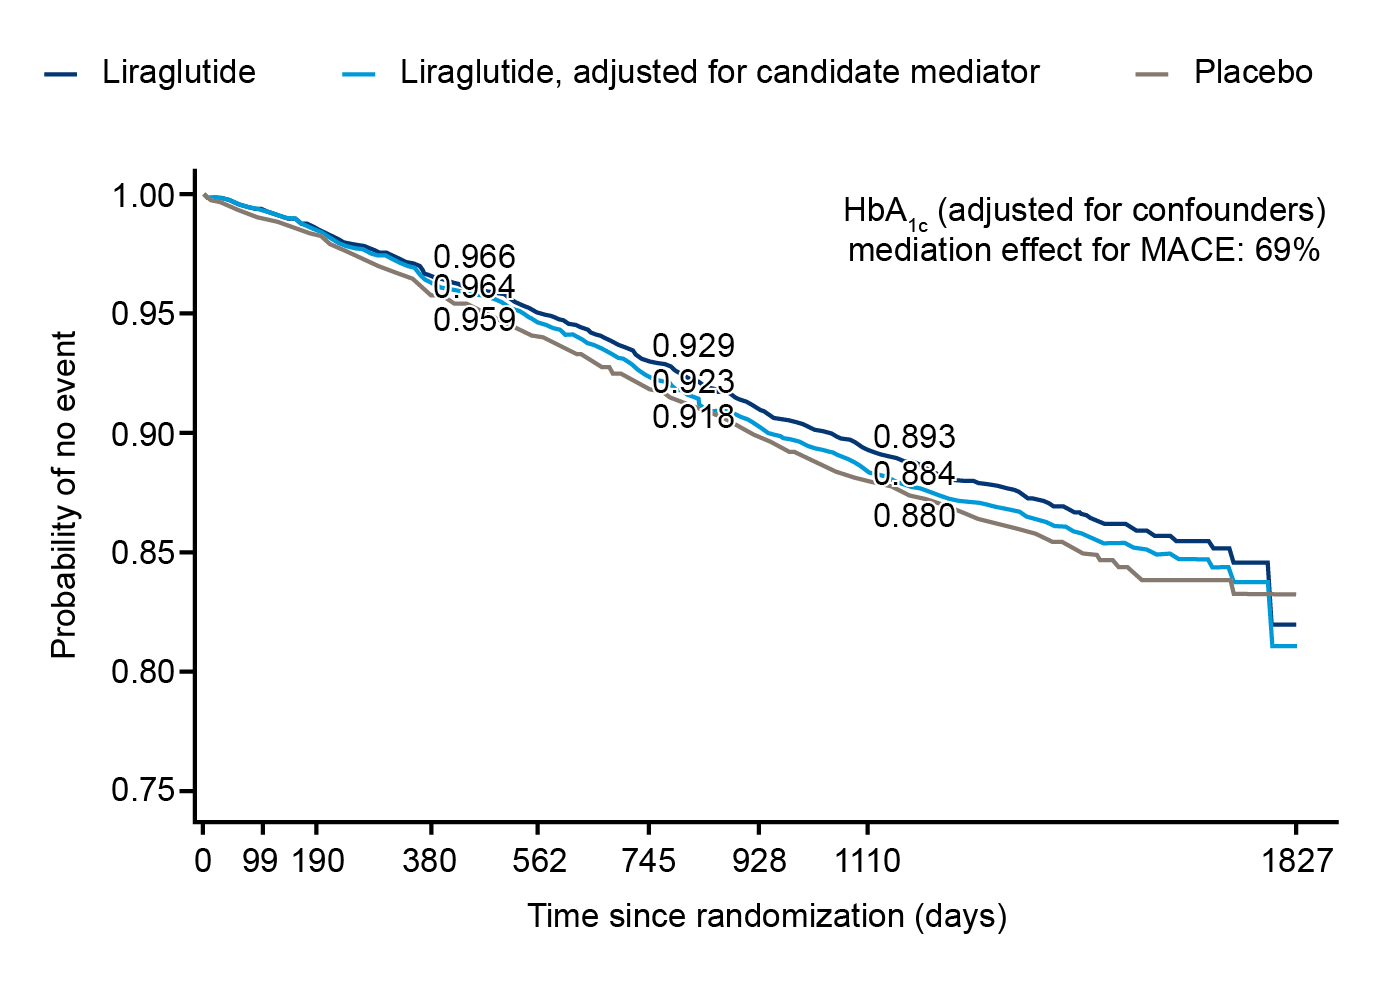 Liraglutide
Liraglutide, adjusted for candidate mediator
Placebo
HbA1c (adjusted for confounders)
mediation effect for MACE: 69%
Probability of no event
1.00
0.95
0.90
0.85
0.80
0.75
0.966
0.964
0.959
0.929
0.923
0.918
0.893
0.884
0.880
0 99 190 380 562 745 928 1110 1827
Time since randomization (days)